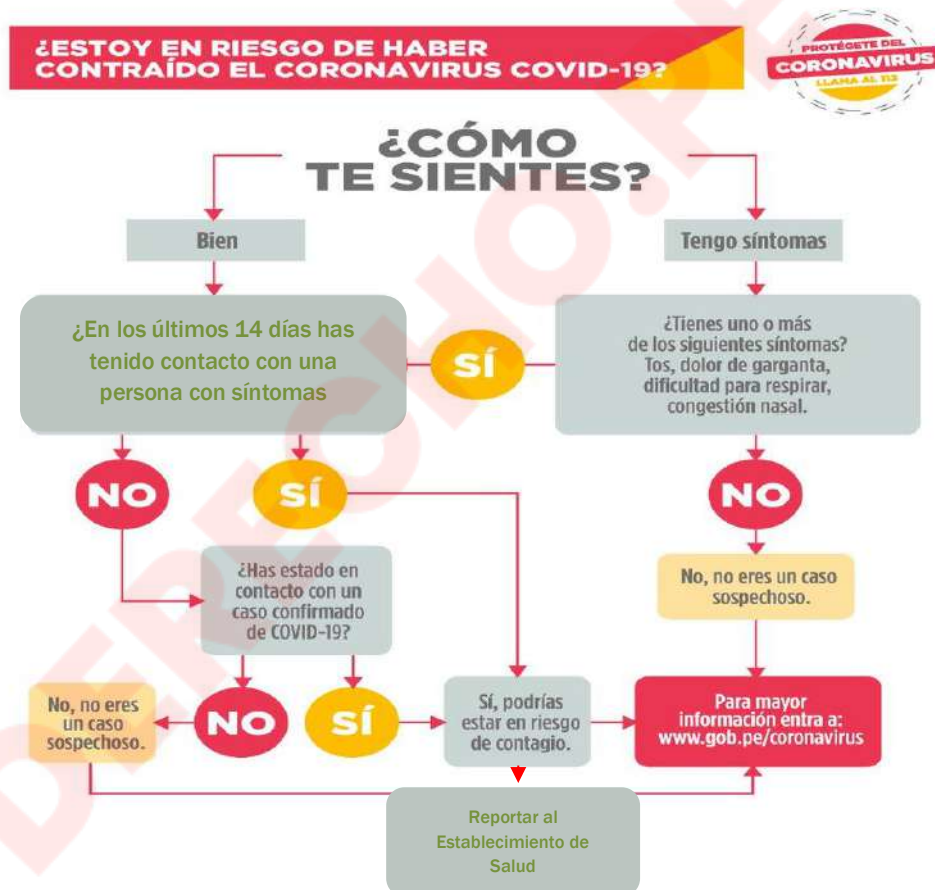 ¿ESTOY EN RIESGO DE HABER
CONTRAÍDO EL CORONAVIRUS COVID-19?
PROTÉGETE DEL
CORONAVIRUS
LLAMA AL 113
¿CÓMO
TE SIENTES?
Bien
Tengo síntomas
¿En los últimos 14 días has
tenido contacto con una
persona con síntomas
SÍ
¿Tienes uno o más
de los siguientes síntomas?
Tos, dolor de garganta,
dificultad para respirar,
congestión nasal.
NO
SÍ
NO
¿Has estado en
contacto con un
caso confirmado
de COVID-19?
No, no eres un caso
sospechoso.
No, no eres
un caso
sospechoso.
NO
SÍ
Sí, podrías
estar en riesgo
de contagio.
Para mayor
información entra a:
www.gob.pe/coronavirus
Reportar al
Establecimiento de
Salud
DERECHO.PE